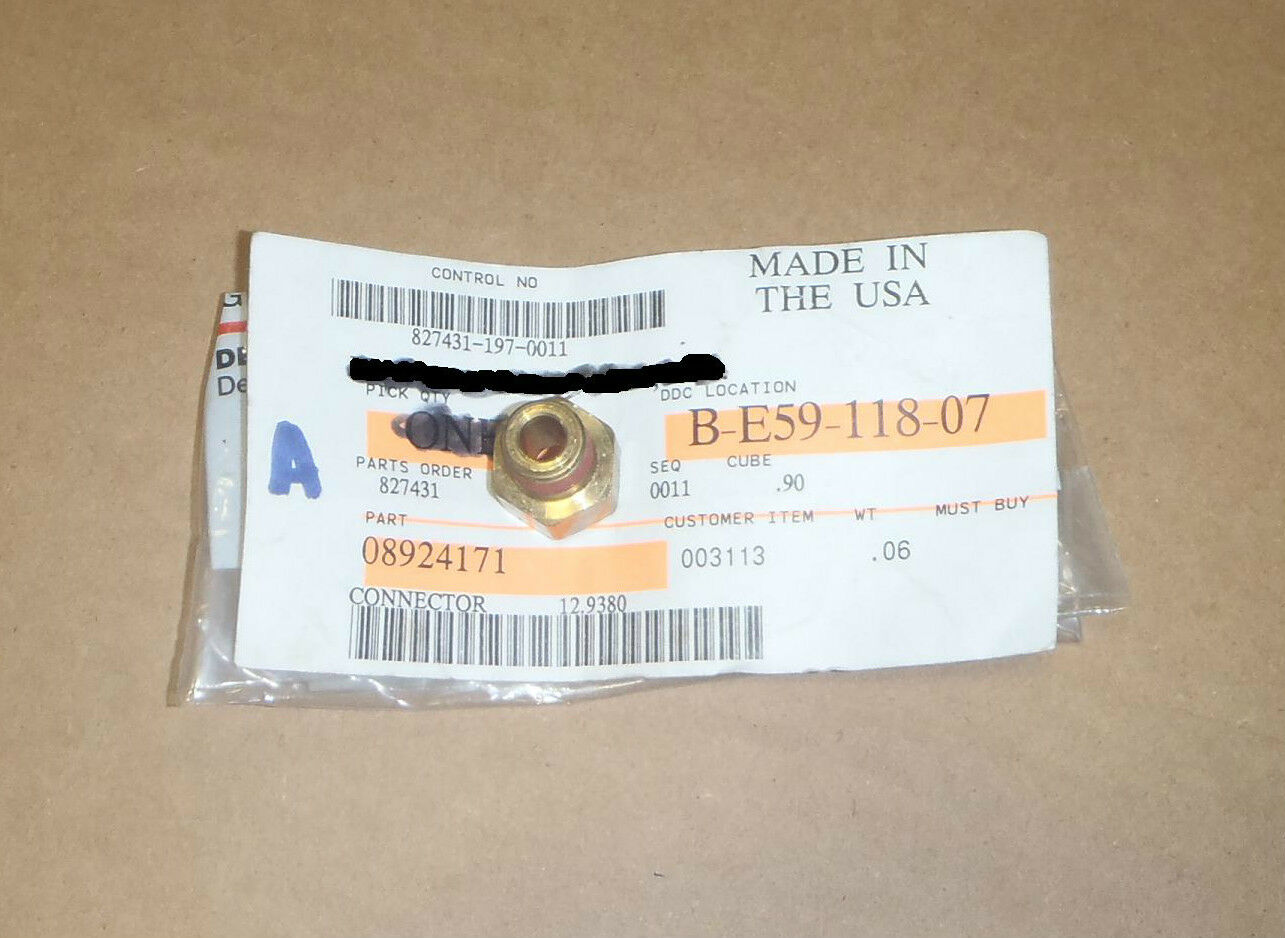 CONTROL NO
827431-197-0011
MADE IN
THE USA
PICK QTY
DDC LOCATION
B-E59-118-07
A
PARTS ORDER
827431
SEQ CUBE
0011 .90
PART
CUSTOMER ITEM WT MUST BUY
08924171
003113 .06
CONNECTOR 12.9380